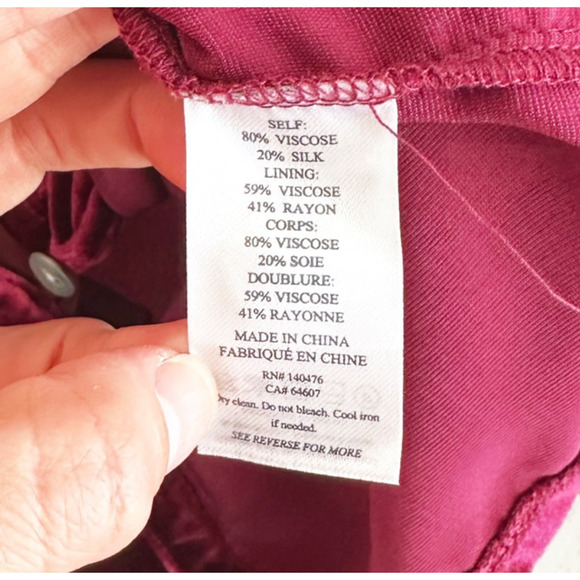 SELF:
80% VISCOSE
20% SILK
LINING:
59% VISCOSE
41% RAYON
CORPS:
80% VISCOSE
20% SOIE
DOUBLURE:
59% VISCOSE
41% RAYONNE
MADE IN CHINA
FABRIQUÉ EN CHINE
RN# 140476
CA# 64607
Dry clean. Do not bleach. Cool iron
if needed.
SEE REVERSE FOR MORE